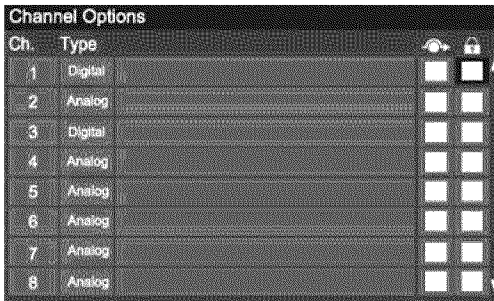 Channel Options
Ch. Type
1 Digital
2 Analog
3 Digital
4 Analog
5 Analog
6 Analog
7 Analog
8 Analog